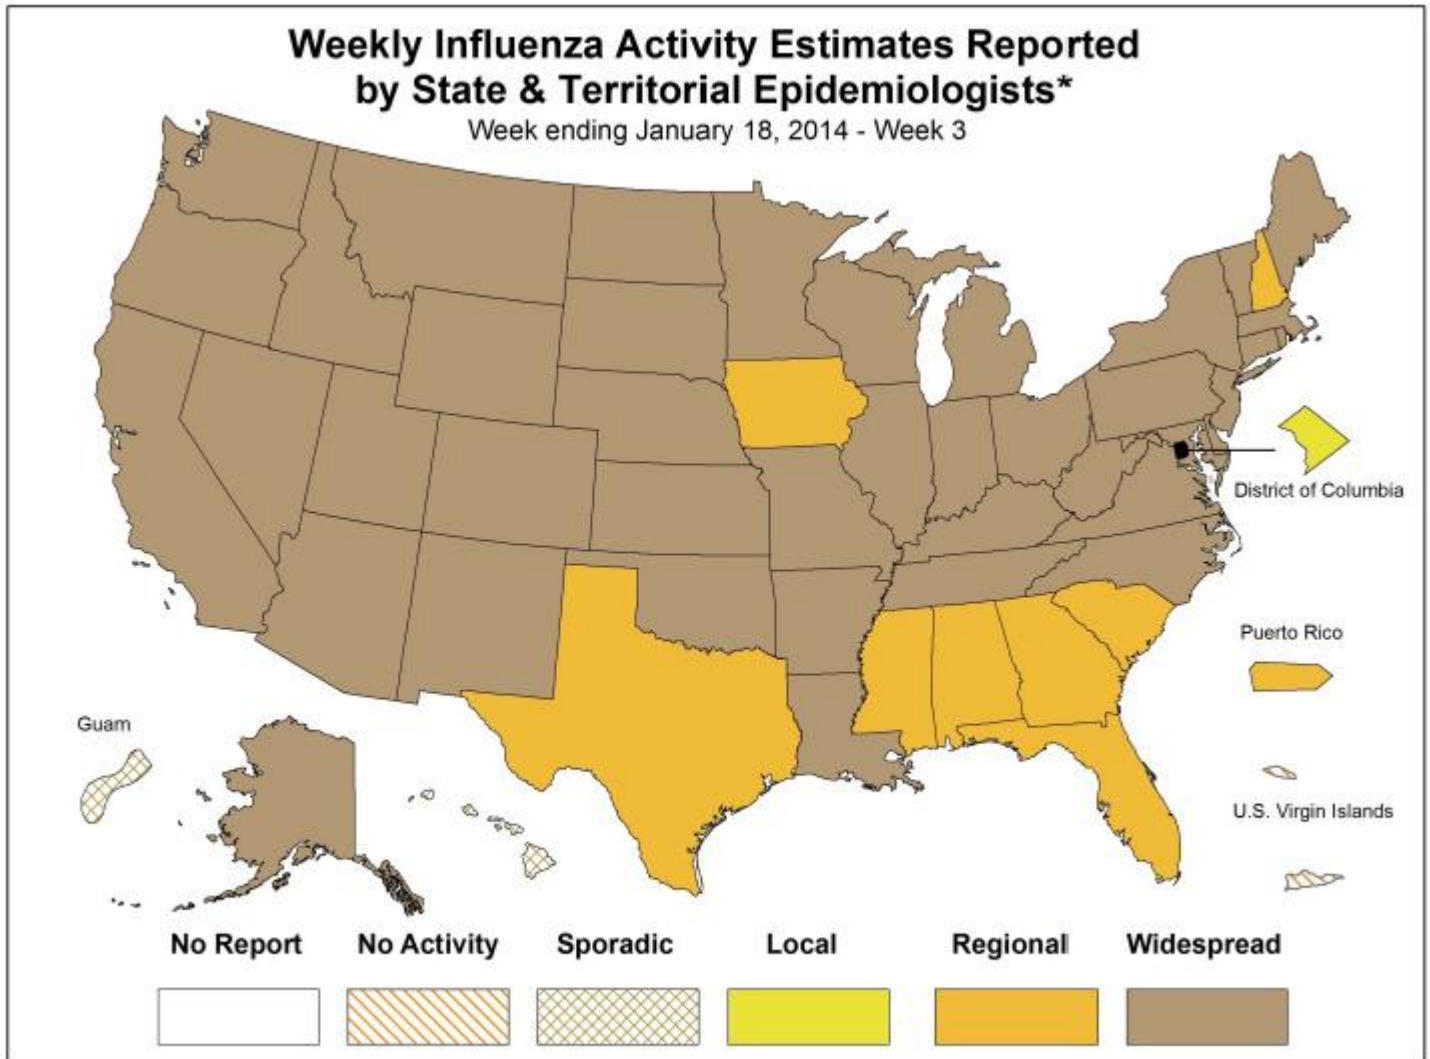 Weekly Influenza Activity Estimates Reported
by State & Territorial Epidemiologists*
Week ending January 18, 2014 - Week 3
District of Columbia
Puerto Rico
Guam
U.S. Virgin Islands
No Report No Activity Sporadic Local Regional Widespread